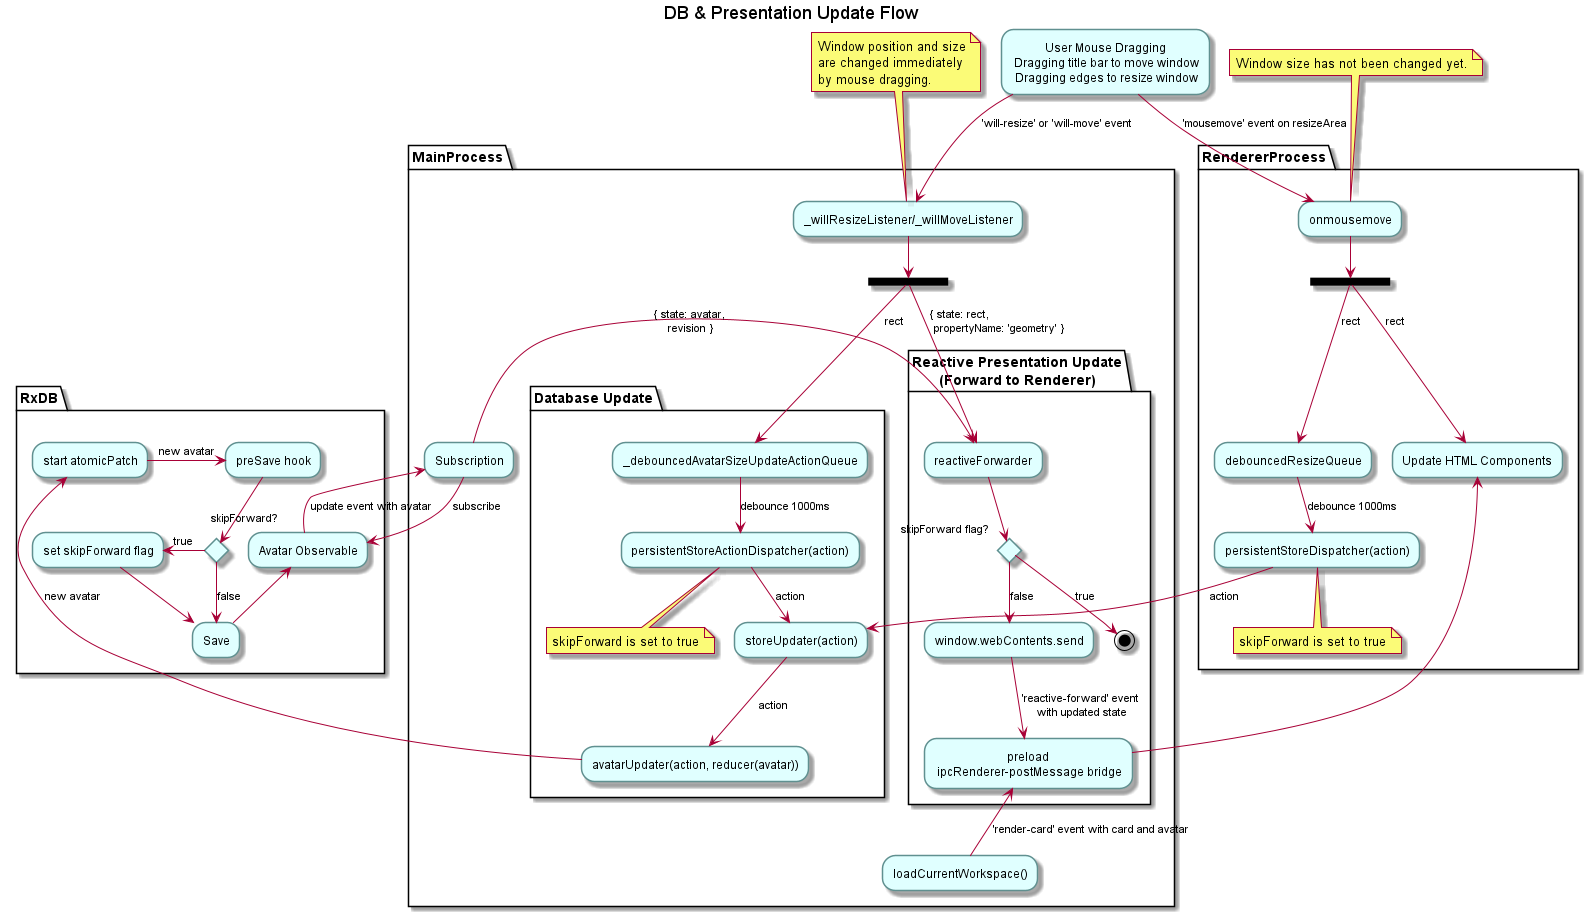 DB & Presentation Update Flow
Window position and size
are changed immediately
by mouse dragging.
User Mouse Dragging
Dragging title bar to move window
Dragging edges to resize window
Window size has not been changed yet.
'will-resize' or 'will-move' event
'mousemove' event on resizeArea
MainProcess
RendererProcess
_willResizeListener/_willMoveListener
onmousemove
{ state: avatar,
revision }
rect
{ state: rect,
propertyName: 'geometry' }
rect
rect
Reactive Presentation Update
(Forward to Renderer)
RxDB
Database Update
start atomicPatch
new avatar
preSave hook
Subscription
_debouncedAvatarSizeUpdateActionQueue
reactiveForwarder
debouncedResizeQueue
Update HTML Components
update event with avatar
subscribe
debounce 1000ms
debounce 1000ms
skipForward?
skipForward flag?
set skipForward flag
true
Avatar Observable
persistentStoreActionDispatcher(action)
persistentStoreDispatcher(action)
new avatar
false
action
false
true
action
Save
skipForward is set to true
storeUpdater(action)
window.webContents.send
skipForward is set to true
action
'reactive-forward' event
with updated state
avatarUpdater(action, reducer(avatar))
preload
ipcRenderer-postMessage bridge
'render-card' event with card and avatar
loadCurrentWorkspace()